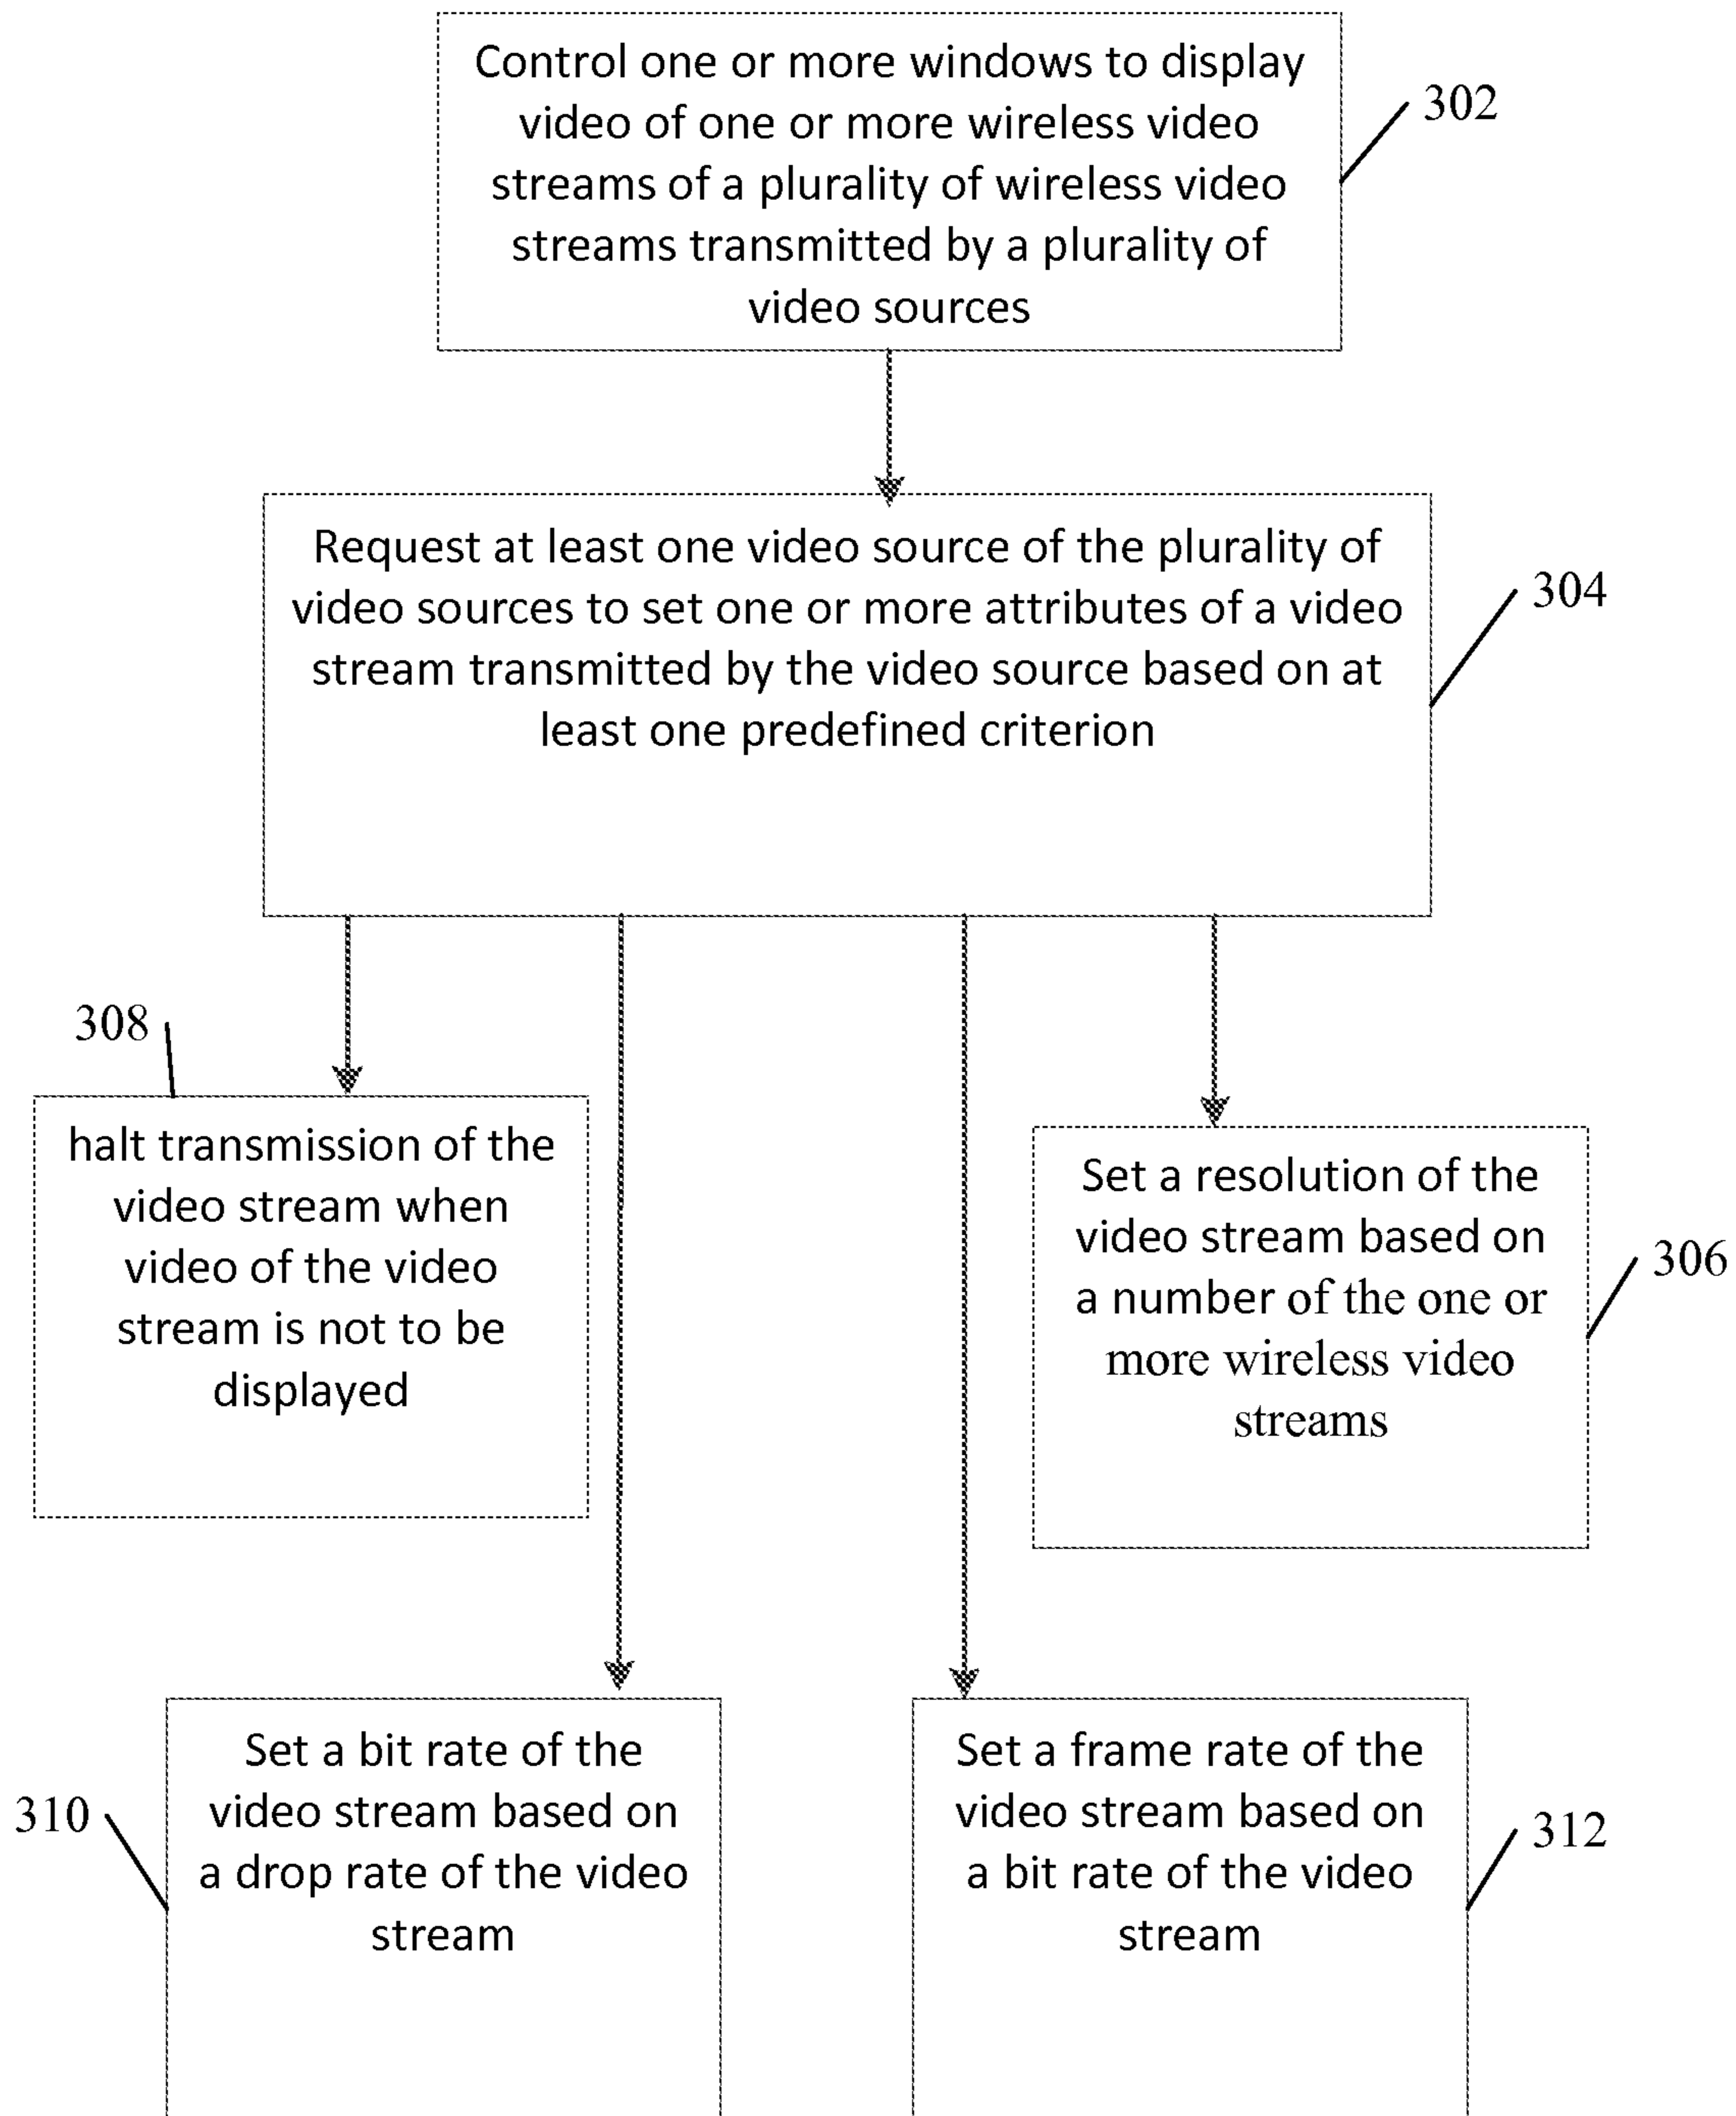 Control one or more windows to display
video of one or more wireless video
streams of a plurality of wireless video
streams transmitted by a plurality of
video sources
302
Request at least one video source of the plurality of
video sources to set one or more attributes of a video
stream transmitted by the video source based on at
least one predefined criterion
304
308
halt transmission of the
video stream when
video of the video
stream is not to be
displayed
Set a resolution of the
video stream based on
a number of the one or
more wireless video
streams
306
310
Set a bit rate of the
video stream based on
a drop rate of the video
stream
Set a frame rate of the
video stream based on
a bit rate of the video
stream
312